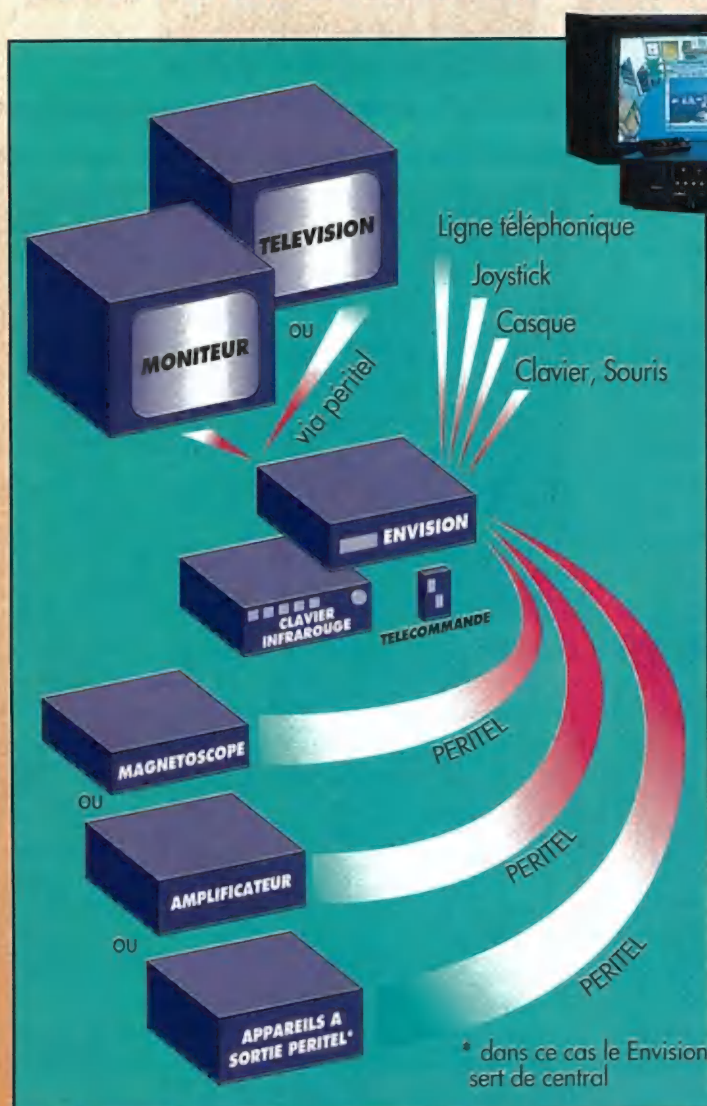 TELEVISION
MONITEUR
ou
via péritel
Ligne téléphonique
Joystick
Casque
Clavier, Souris
ENVISION
CLAVIER
INFRAROUGE
TELECOMMANDE
MAGNETOSCOPE
PERITEL
OU
AMPLIFICATEUR
PERITEL
OU
APPAREILS A
SORTIE PERITEL*
PERITEL
* dans ce cas le Envision
sert de central